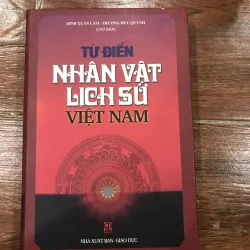 ĐINH XUÂN LÂM - TRƯƠNG HỮU QUÝNH
(CHỦ BIÊN)
TỪ ĐIỂN
NHÂN VẬT
LỊCH SỬ
VIỆT NAM
NHÀ XUẤT BẢN GIÁO DỤC